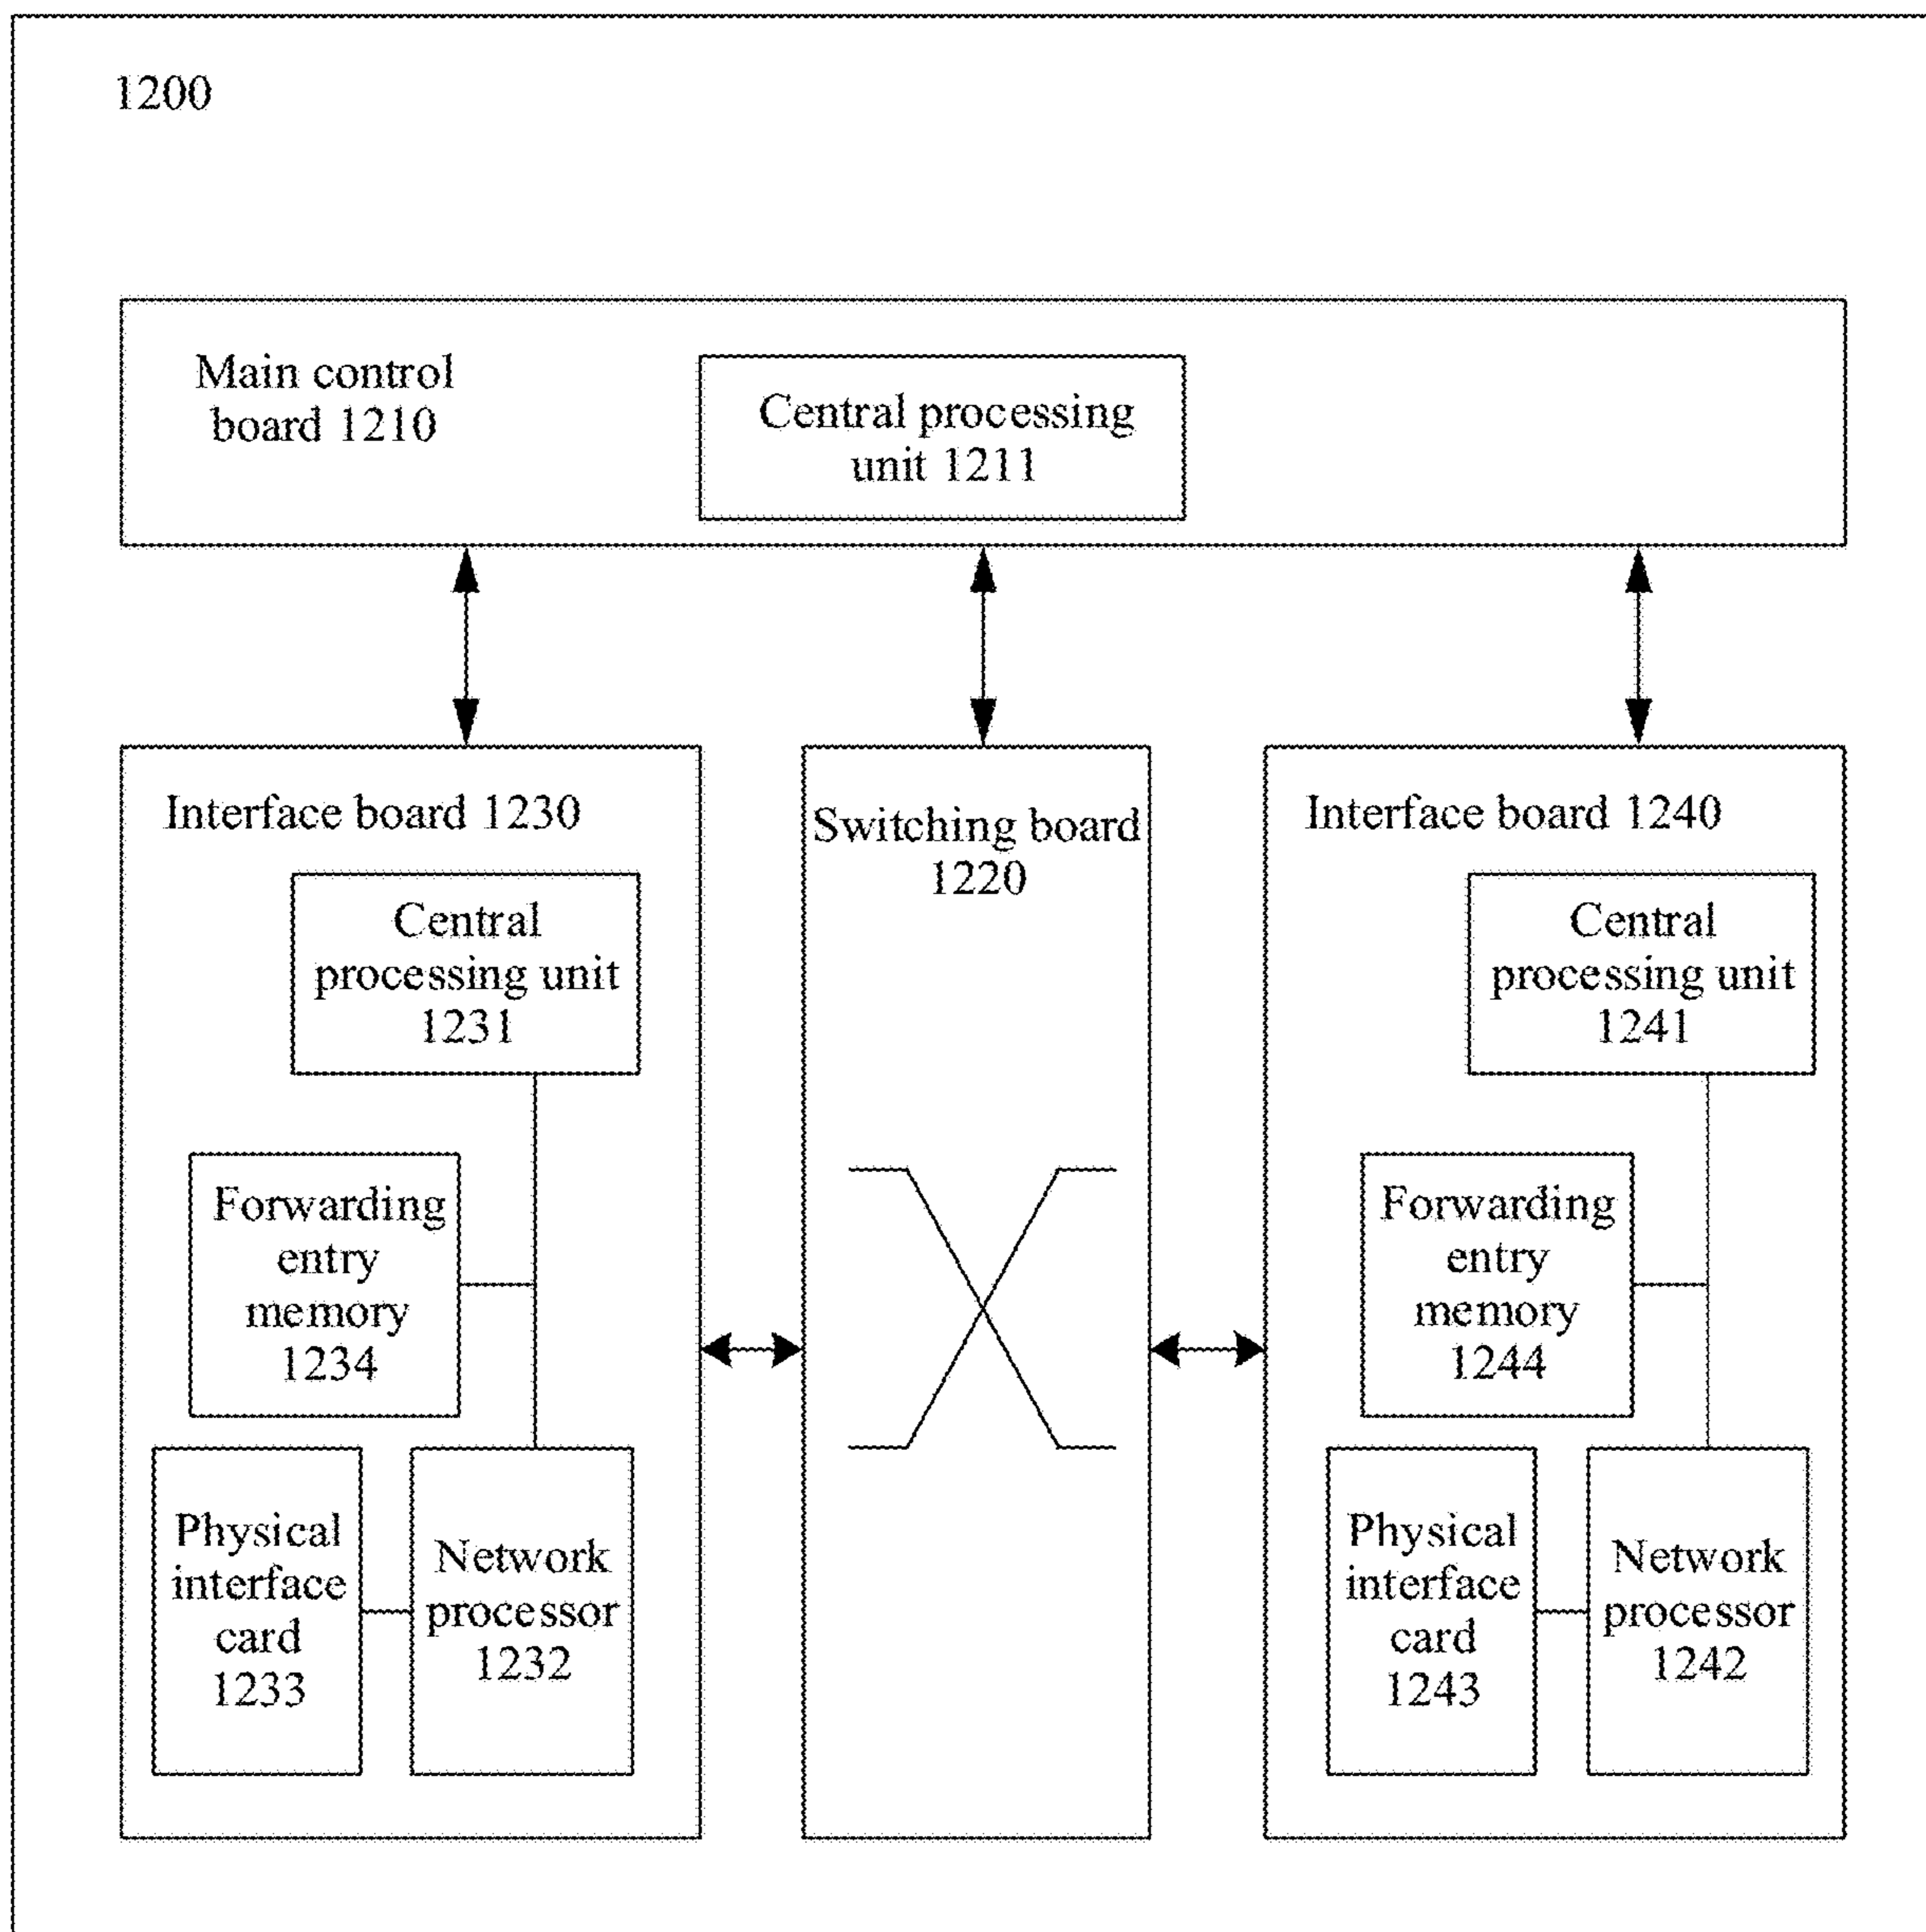 1200
Main control
board 1210
Central processing
unit 1211
Interface board 1230
Central
processing unit
1231
Forwarding
entry
memory
1234
Physical
interface
card
1233
Network
processor
1232
Switching board
1220
Interface board 1240
Central
processing unit
1241
Forwarding
entry
memory
1244
Physical
interface
card
1243
Network
processor
1242